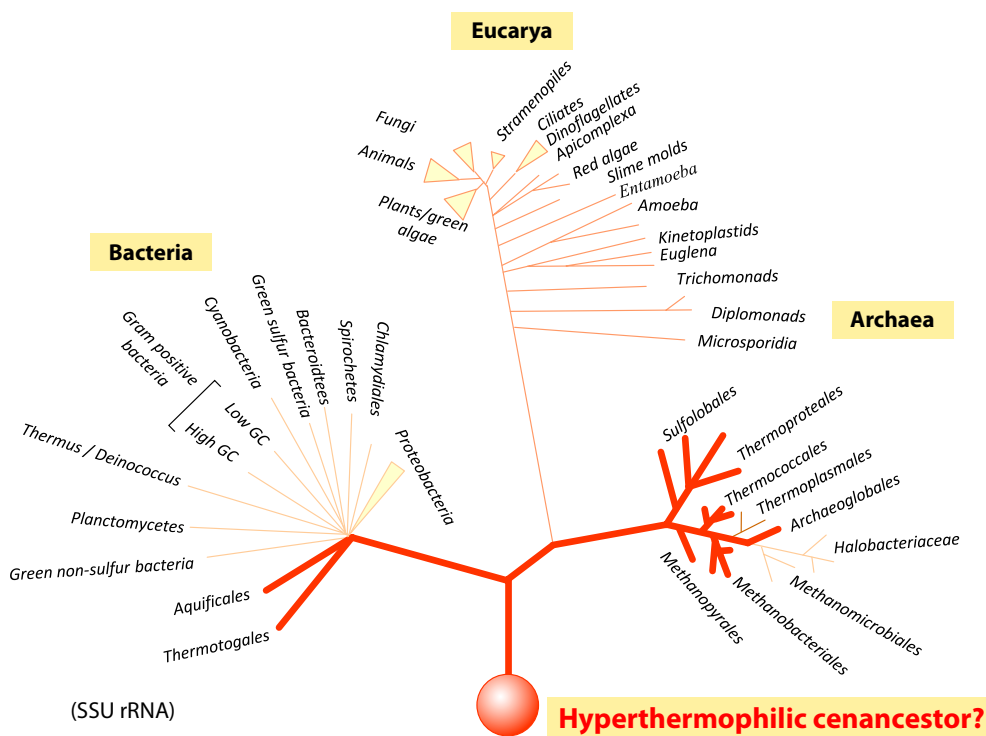 Eucarya
Fungi
Animals
Plants/green
algae
Stramenopiles
Ciliates
Dinoflagellates
Apicomplexa
Red algae
Slime molds
Entamoeba
Amoeba
Kinetoplastids
Euglena
Trichomonads
Diplomonads
Microsporidia
Bacteria
Gram positive
bacteria
Low GC
High GC
Cyanobacteria
Green sulfur bacteria
Bacteroidtees
Spirochetes
Chlamydiales
Proteobacteria
Thermus / Deinococcus
Planctomycetes
Green non-sulfur bacteria
Aquificales
Thermotogales
Archaea
Sulfolobales
Thermoproteales
Thermococcales
Thermoplasmales
Archaeoglobales
Halobacteriaceae
Methanomicrobiales
Methanobacteriales
Methanopyrales
(SSU rRNA)
Hyperthermophilic cenancestor?